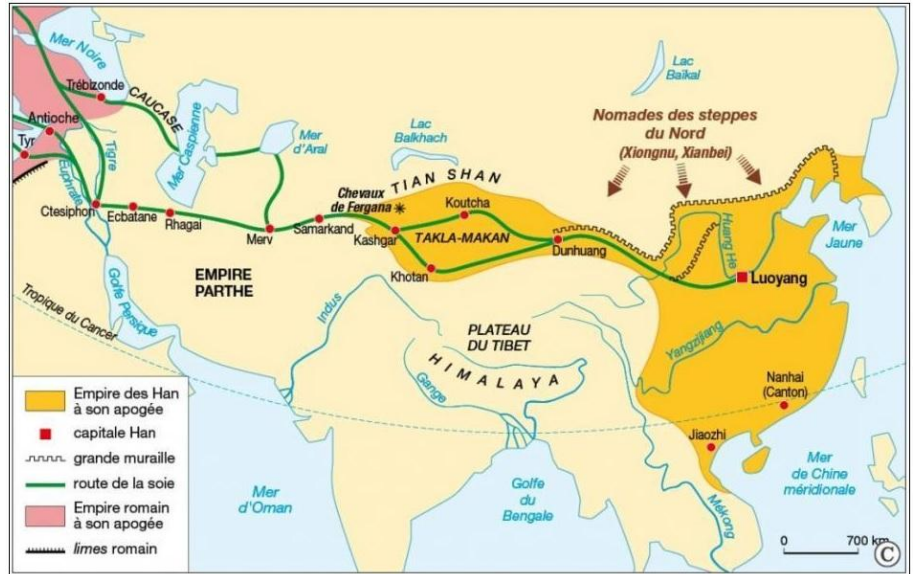 Mer Noire
Trébizonde
CAUCASE
Antioche
Tyr
Tigre
Euphrate
Mer Caspienne
Mer
d'Aral
Lac
Balkhach
Lac
Baïkal
Nomades des steppes
du Nord
(Xiongnu, Xianbei)
Ctesiphon
Ecbatane
Rhagai
Merv
Samarkand
Chevaux
de Fergana
TIAN SHAN
Koutcha
Kashgar
TAKLA-MAKAN
Khotan
Dunhuang
Huang He
Mer
Jaune
Luoyang
EMPIRE
PARTHE
Golfe Persique
Tropique du Cancer
Indus
PLATEAU
DU TIBET
HIMALAYA
Gange
Yangzijiang
Nanhai
(Canton)
Jiaozhi
Mer
d'Oman
Golfe
du
Bengale
Mékong
Mer
de Chine
méridionale
Empire des Han
à son apogée
capitale Han
grande muraille
route de la soie
Empire romain
à son apogée
limes romain
0 700 km
C